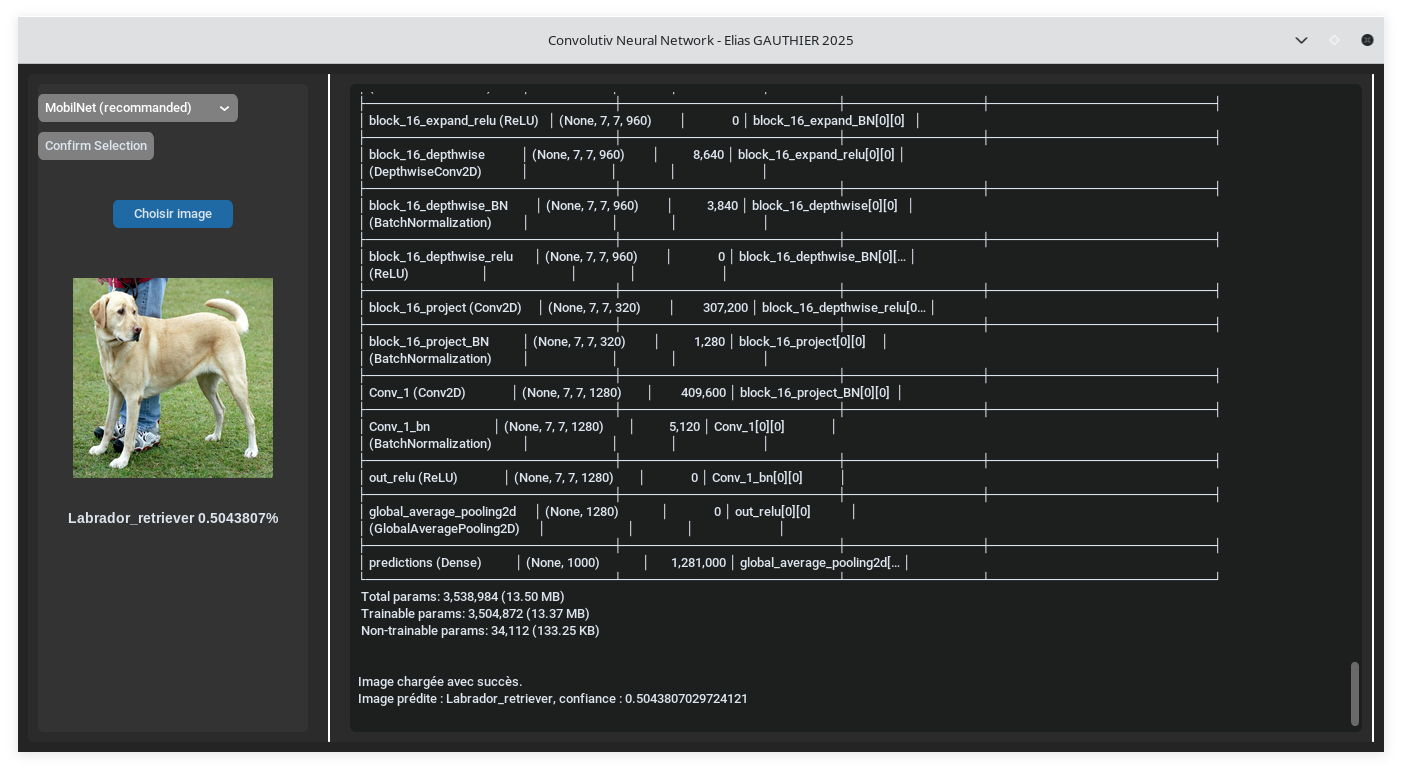 Convolutiv Neural Network - Elias GAUTHIER 2025
MobilNet (recommanded)
Confirm Selection
Choisir image
Labrador_retriever 0.5043807%
block_16_expand_relu (ReLU) │ (None, 7, 7, 960) │ 0 │ block_16_expand_BN[0][0] │
block_16_depthwise │ (None, 7, 7, 960) │ 8,640 │ block_16_expand_relu[0][0] │
(DepthwiseConv2D) │ │ │ │
block_16_depthwise_BN │ (None, 7, 7, 960) │ 3,840 │ block_16_depthwise[0][0] │
(BatchNormalization) │ │ │ │
block_16_depthwise_relu │ (None, 7, 7, 960) │ 0 │ block_16_depthwise_BN[0][… │
(ReLU) │ │ │ │
block_16_project (Conv2D) │ (None, 7, 7, 320) │ 307,200 │ block_16_depthwise_relu[0… │
block_16_project_BN │ (None, 7, 7, 320) │ 1,280 │ block_16_project[0][0] │
(BatchNormalization) │ │ │ │
Conv_1 (Conv2D) │ (None, 7, 7, 1280) │ 409,600 │ block_16_project_BN[0][0] │
Conv_1_bn │ (None, 7, 7, 1280) │ 5,120 │ Conv_1[0][0] │
(BatchNormalization) │ │ │ │
out_relu (ReLU) │ (None, 7, 7, 1280) │ 0 │ Conv_1_bn[0][0] │
global_average_pooling2d │ (None, 1280) │ 0 │ out_relu[0][0] │
(GlobalAveragePooling2D) │ │ │ │
predictions (Dense) │ (None, 1000) │ 1,281,000 │ global_average_pooling2d[… │
Total params: 3,538,984 (13.50 MB)
Trainable params: 3,504,872 (13.37 MB)
Non-trainable params: 34,112 (133.25 KB)
Image chargée avec succès.
Image prédite : Labrador_retriever, confiance : 0.5043807029724121